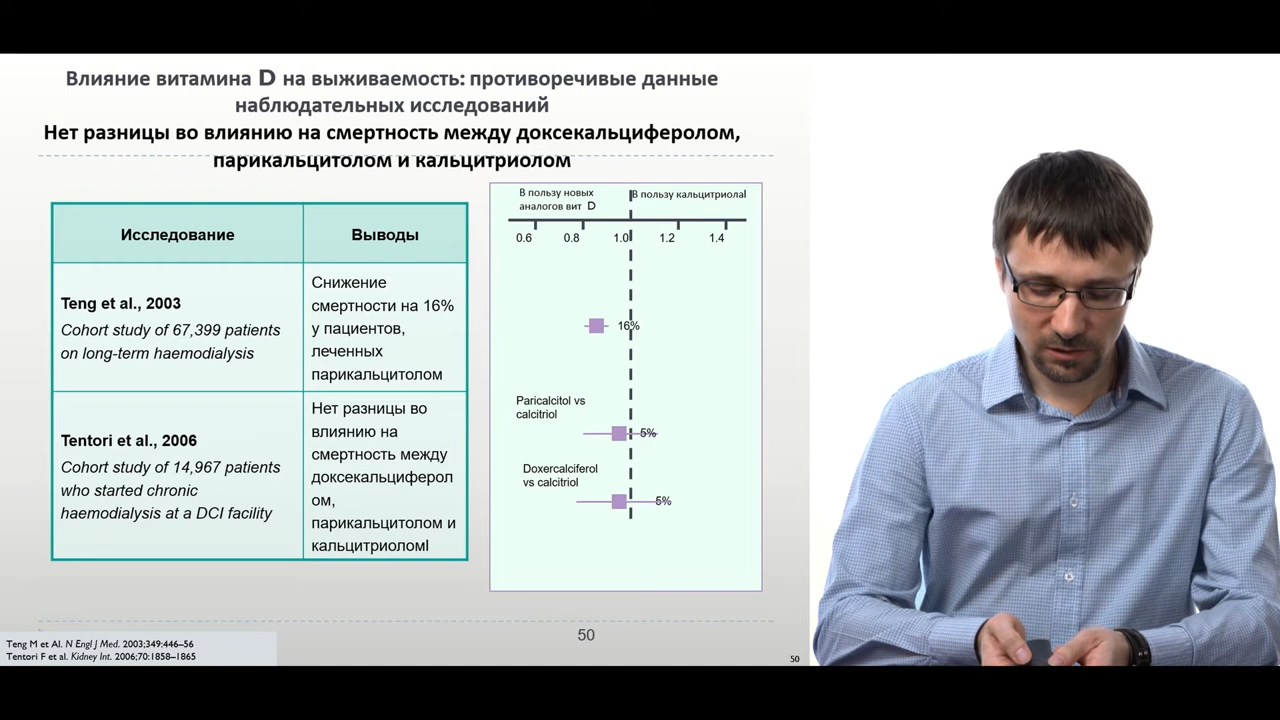 Влияние витамина D на выживаемость: противоречивые данные
наблюдательных исследований
Нет разницы во влиянию на смертность между доксекальциферолом,
парикальцитолом и кальцитриолом
Исследование
Выводы
Teng et al., 2003
Cohort study of 67,399 patients
on long-term haemodialysis
Снижение
смертности на 16%
у пациентов,
леченных
парикальцитолом
Tentori et al., 2006
Cohort study of 14,967 patients
who started chronic
haemodialysis at a DCI facility
Нет разницы во
влиянию на
смертность между
доксекальциферол
ом,
парикальцитолом и
кальцитриоломl
В пользу новых
аналогов вит D
В пользу кальцитриолаl
0.6 0.8 1.0 1.2 1.4
16%
Paricalcitol vs
calcitriol
5%
Doxercalciferol
vs calcitriol
5%
50
Teng M et Al. N Engl J Med. 2003;349:446–56
Tentori F et al. Kidney Int. 2006;70:1858–1865
50